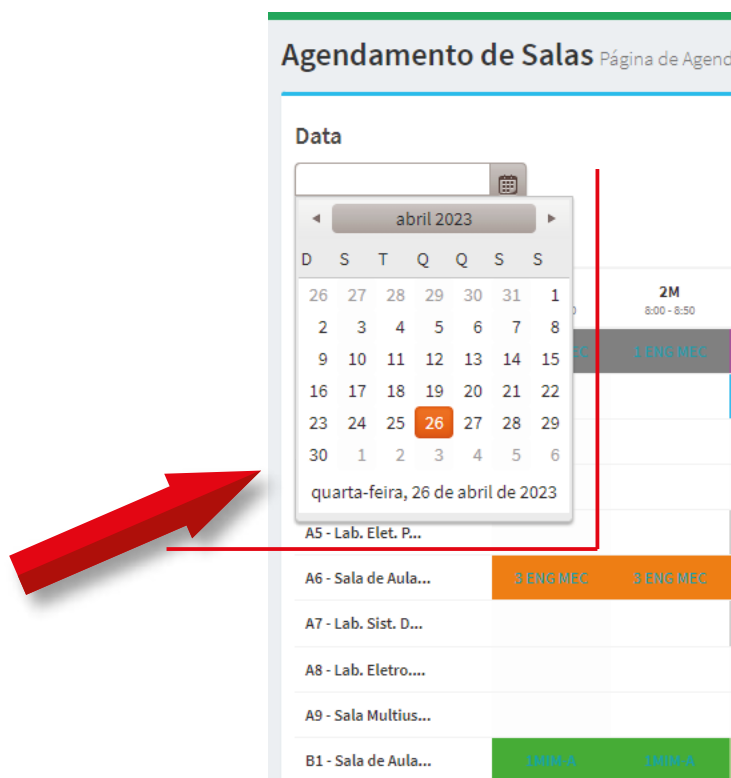 Agendamento de Salas Página de Agend
Data
abril 2023
D S T Q Q S S
26 27 28 29 30 31 1
2 3 4 5 6 7 8
9 10 11 12 13 14 15
16 17 18 19 20 21 22
23 24 25 26 27 28 29
30 1 2 3 4 5 6
quarta-feira, 26 de abril de 2023
2M
8:00 - 8:50
1 ENG MEC
A5 - Lab. Elet. P...
A6 - Sala de Aula... 3 ENG MEC 3 ENG MEC
A7 - Lab. Sist. D...
A8 - Lab. Eletro....
A9 - Sala Multius...
B1 - Sala de Aula... 1MIM-A 1MIM-A